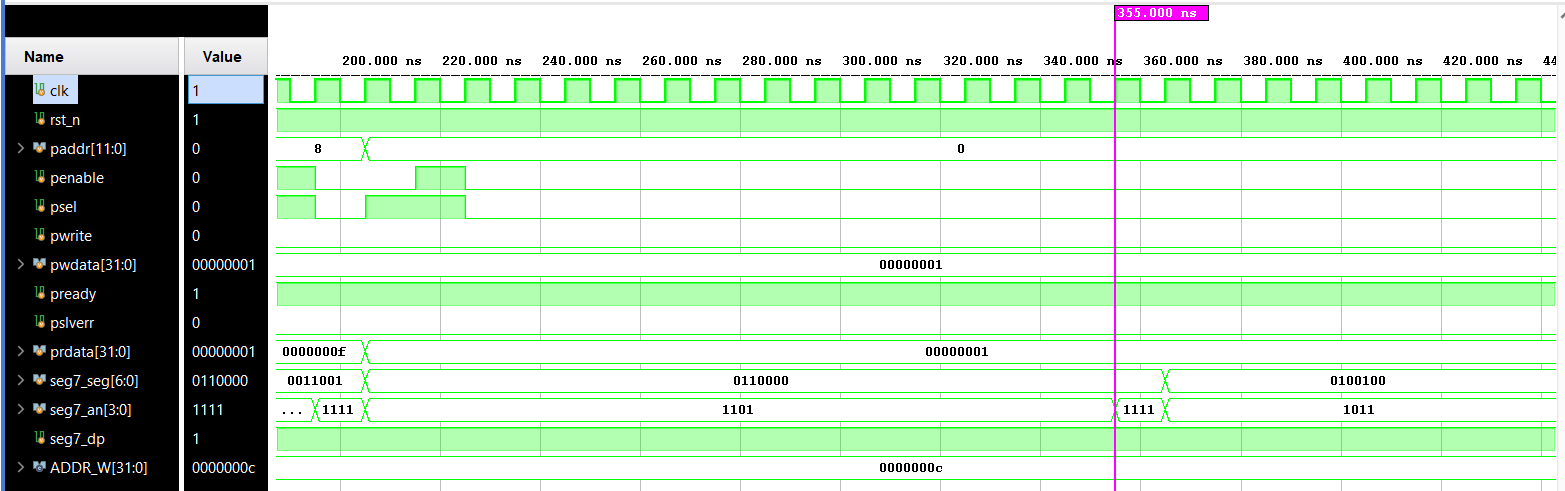 355.000 ns
Name Value
200.000 ns 220.000 ns 240.000 ns 260.000 ns 280.000 ns 300.000 ns 320.000 ns 340.000 ns 360.000 ns 380.000 ns 400.000 ns 420.000 ns 44
clk 1
rst_n 1
paddr[11:0] 0 8 0
penable 0
psel 0
pwrite 0
pwdata[31:0] 00000001 00000001
pready 1
pslverr 0
prdata[31:0] 00000001 0000000f 00000001
seg7_seg[6:0] 0110000 0011001 0110000 0100100
seg7_an[3:0] 1111 ... 1111 1101 1111 1011
seg7_dp 1
ADDR_W[31:0] 0000000c 0000000c